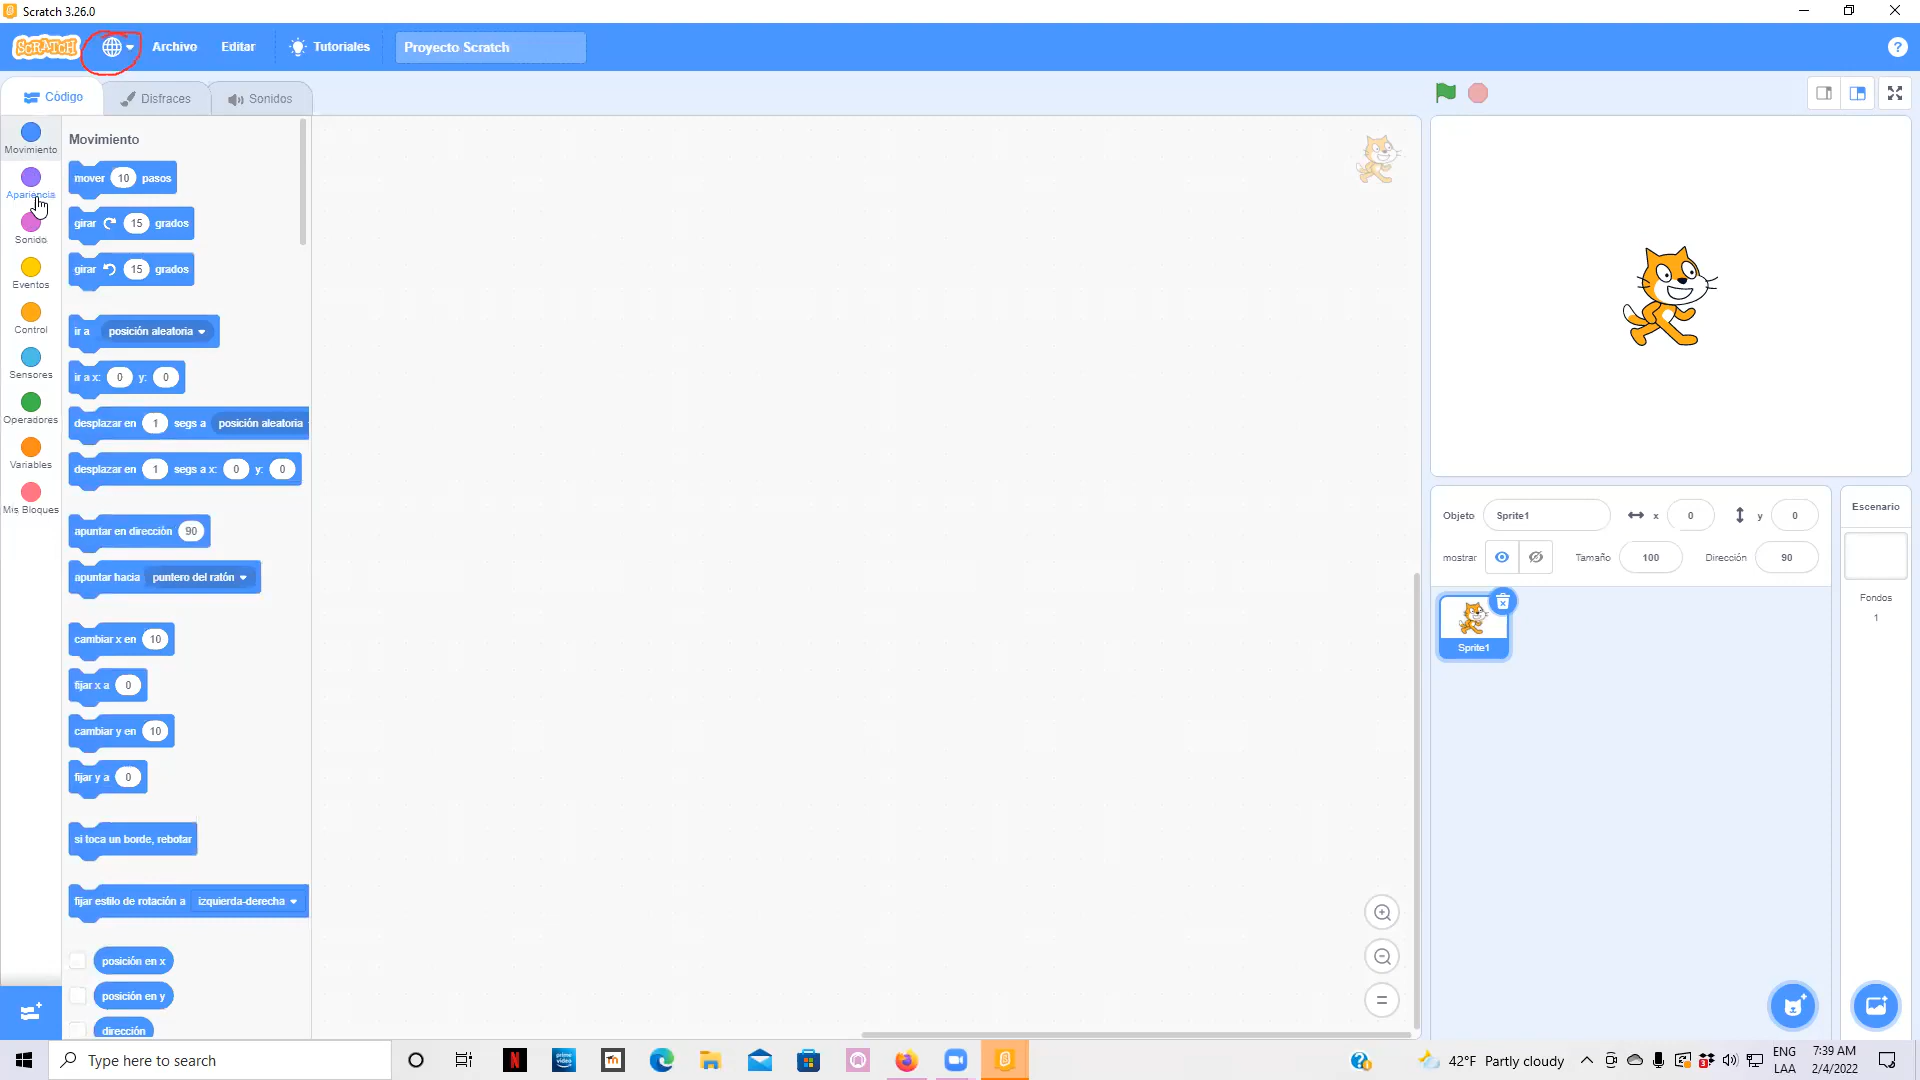 Scratch 3.26.0
SCRATCH
Archivo
Editar
Tutoriales
Proyecto Scratch
?
Código
Disfraces
Sonidos
Movimiento
Apariencia
Sonido
Eventos
Control
Sensores
Operadores
Variables
Mis Bloques
Movimiento
mover 10 pasos
girar 15 grados
girar 15 grados
ir a posición aleatoria
ir a x: 0 y: 0
desplazar en 1 segs a posición aleatoria
desplazar en 1 segs a x: 0 y: 0
apuntar en dirección 90
apuntar hacia puntero del ratón
cambiar x en 10
fijar x a 0
cambiar y en 10
fijar y a 0
si toca un borde, rebotar
fijar estilo de rotación a izquierda-derecha
posición en x
posición en y
dirección
Objeto Sprite1 x 0 y 0
mostrar Tamaño 100 Dirección 90
Sprite1
Escenario
Fondos
1
Type here to search
N
prime video
m
42°F Partly cloudy
ENG
LAA
7:39 AM
2/4/2022